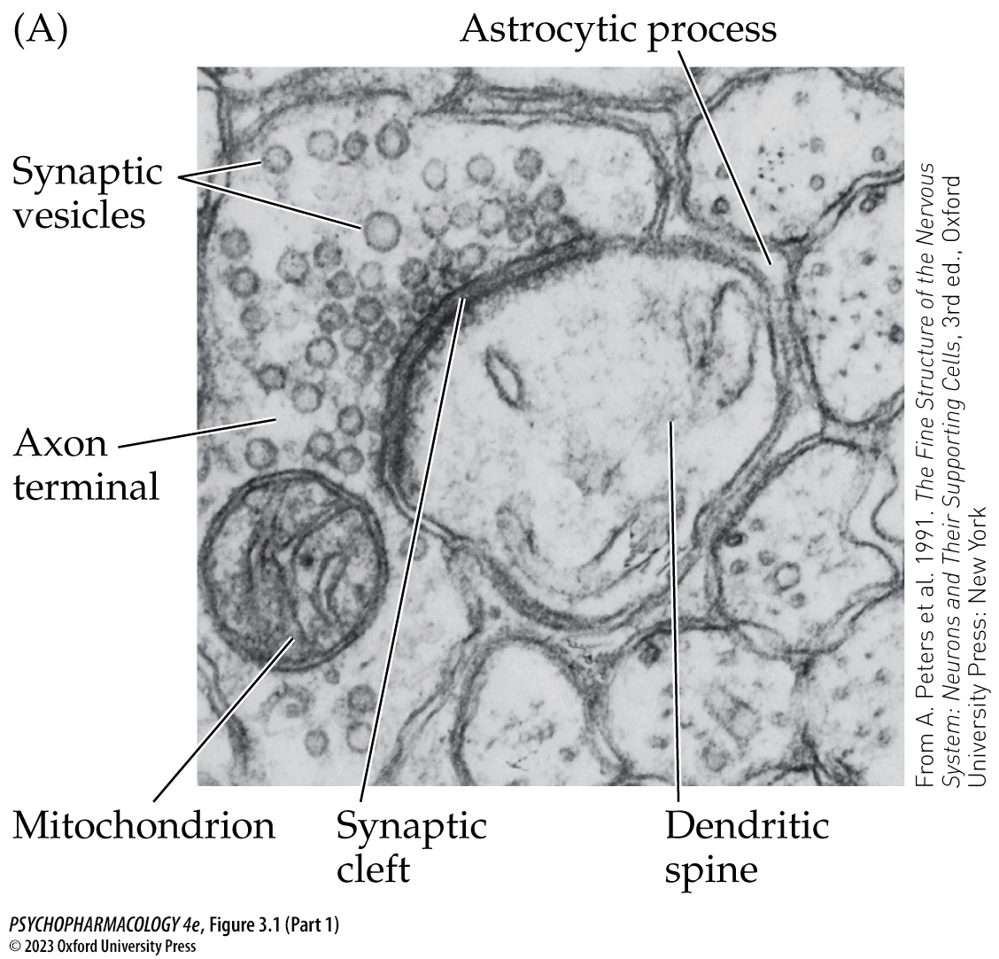 (A)
Astrocytic process
Synaptic
vesicles
Axon
terminal
Mitochondrion
Synaptic
cleft
Dendritic
spine
From A. Peters et al. 1991. The Fine Structure of the Nervous
System: Neurons and Their Supporting Cells, 3rd ed., Oxford
University Press: New York
PSYCHOPHARMACOLOGY 4e, Figure 3.1 (Part 1)
© 2023 Oxford University Press